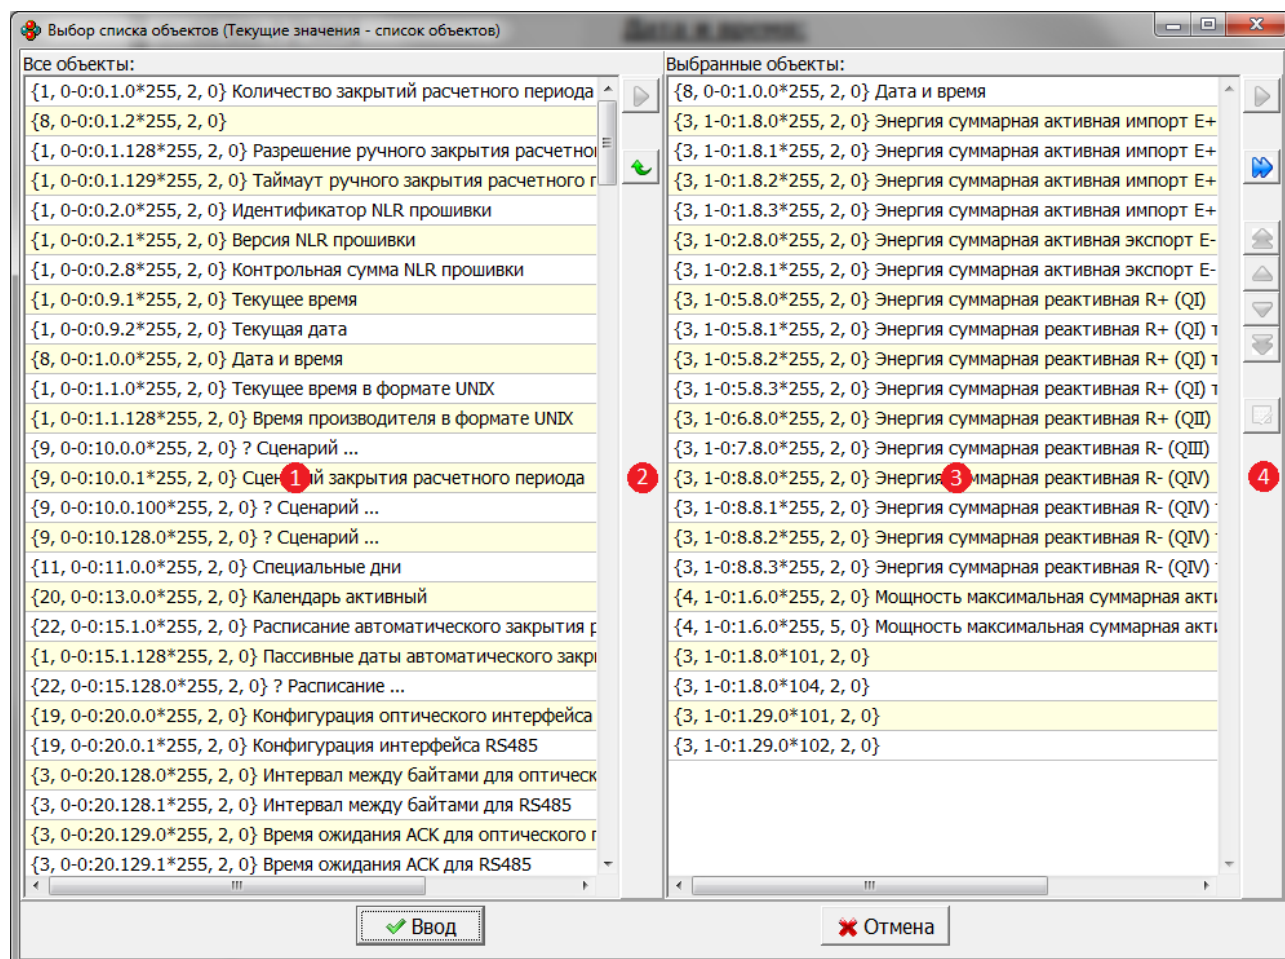 Выбор списка объектов (Текущие значения - список объектов)
Все объекты:
{1, 0-0:0.1.0*255, 2, 0} Количество закрытий расчетного периода
{8, 0-0:0.1.2*255, 2, 0}
{1, 0-0:0.1.128*255, 2, 0} Разрешение ручного закрытия расчетно
{1, 0-0:0.1.129*255, 2, 0} Таймаут ручного закрытия расчетного
{1, 0-0:0.2.0*255, 2, 0} Идентификатор NLR прошивки
{1, 0-0:0.2.1*255, 2, 0} Версия NLR прошивки
{1, 0-0:0.2.8*255, 2, 0} Контрольная сумма NLR прошивки
{1, 0-0:0.9.1*255, 2, 0} Текущее время
{1, 0-0:0.9.2*255, 2, 0} Текущая дата
{8, 0-0:1.0.0*255, 2, 0} Дата и время
{1, 0-0:1.1.0*255, 2, 0} Текущее время в формате UNIX
{1, 0-0:1.1.128*255, 2, 0} Время производителя в формате UNIX
{9, 0-0:10.0.0*255, 2, 0} ? Сценарий ...
{9, 0-0:10.0.1*255, 2, 0} Сценарий закрытия расчетного периода
{9, 0-0:10.0.100*255, 2, 0} ? Сценарий ...
{9, 0-0:10.128.0*255, 2, 0} ? Сценарий ...
{11, 0-0:11.0.0*255, 2, 0} Специальные дни
{20, 0-0:13.0.0*255, 2, 0} Календарь активный
{22, 0-0:15.1.0*255, 2, 0} Расписание автоматического закрытия р
{1, 0-0:15.1.128*255, 2, 0} Пассивные даты автоматического закр
{22, 0-0:15.128.0*255, 2, 0} ? Расписание ...
{19, 0-0:20.0.0*255, 2, 0} Конфигурация оптического интерфейса
{19, 0-0:20.0.1*255, 2, 0} Конфигурация интерфейса RS485
{3, 0-0:20.128.0*255, 2, 0} Интервал между байтами для оптическ
{3, 0-0:20.128.1*255, 2, 0} Интервал между байтами для RS485
{3, 0-0:20.129.0*255, 2, 0} Время ожидания ACK для оптического
{3, 0-0:20.129.1*255, 2, 0} Время ожидания ACK для RS485
1
2
Выбранные объекты:
{8, 0-0:1.0.0*255, 2, 0} Дата и время
{3, 1-0:1.8.0*255, 2, 0} Энергия суммарная активная импорт E+
{3, 1-0:1.8.1*255, 2, 0} Энергия суммарная активная импорт E+
{3, 1-0:1.8.2*255, 2, 0} Энергия суммарная активная импорт E+
{3, 1-0:1.8.3*255, 2, 0} Энергия суммарная активная импорт E+
{3, 1-0:2.8.0*255, 2, 0} Энергия суммарная активная экспорт E-
{3, 1-0:2.8.1*255, 2, 0} Энергия суммарная активная экспорт E-
{3, 1-0:5.8.0*255, 2, 0} Энергия суммарная реактивная R+ (QI)
{3, 1-0:5.8.1*255, 2, 0} Энергия суммарная реактивная R+ (QI) т
{3, 1-0:5.8.2*255, 2, 0} Энергия суммарная реактивная R+ (QI) т
{3, 1-0:5.8.3*255, 2, 0} Энергия суммарная реактивная R+ (QI) т
{3, 1-0:6.8.0*255, 2, 0} Энергия суммарная реактивная R+ (QII)
{3, 1-0:7.8.0*255, 2, 0} Энергия суммарная реактивная R- (QIII)
{3, 1-0:8.8.0*255, 2, 0} Энергия суммарная реактивная R- (QIV)
{3, 1-0:8.8.1*255, 2, 0} Энергия суммарная реактивная R- (QIV)
{3, 1-0:8.8.2*255, 2, 0} Энергия суммарная реактивная R- (QIV)
{3, 1-0:8.8.3*255, 2, 0} Энергия суммарная реактивная R- (QIV)
{4, 1-0:1.6.0*255, 2, 0} Мощность максимальная суммарная акти
{4, 1-0:1.6.0*255, 5, 0} Мощность максимальная суммарная акти
{3, 1-0:1.8.0*101, 2, 0}
{3, 1-0:1.8.0*104, 2, 0}
{3, 1-0:1.29.0*101, 2, 0}
{3, 1-0:1.29.0*102, 2, 0}
3
4
Ввод
Отмена